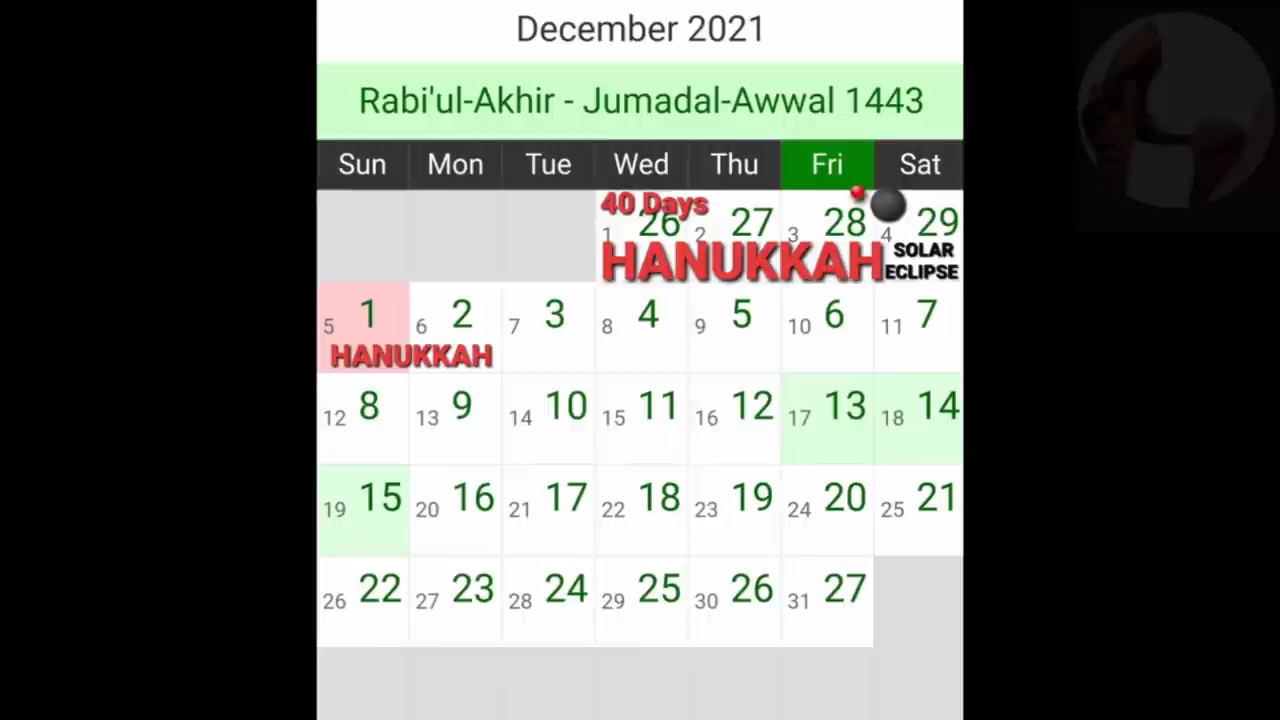 December 2021
Rabi'ul-Akhir - Jumadal-Awwal 1443
Sun Mon Tue Wed Thu Fri Sat
40 Days
1 26 2 27 3 28 4 29
HANUKKAH SOLAR ECLIPSE
5 1 6 2 7 3 8 4 9 5 10 6 11 7
HANUKKAH
12 8 13 9 14 10 15 11 16 12 17 13 18 14
19 15 20 16 21 17 22 18 23 19 24 20 25 21
26 22 27 23 28 24 29 25 30 26 31 27